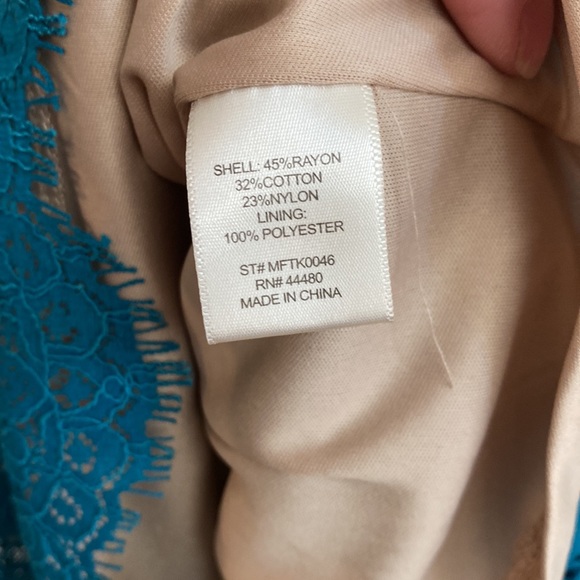 SHELL: 45%RAYON
32%COTTON
23%NYLON
LINING:
100% POLYESTER
ST# MFTK0046
RN# 44480
MADE IN CHINA